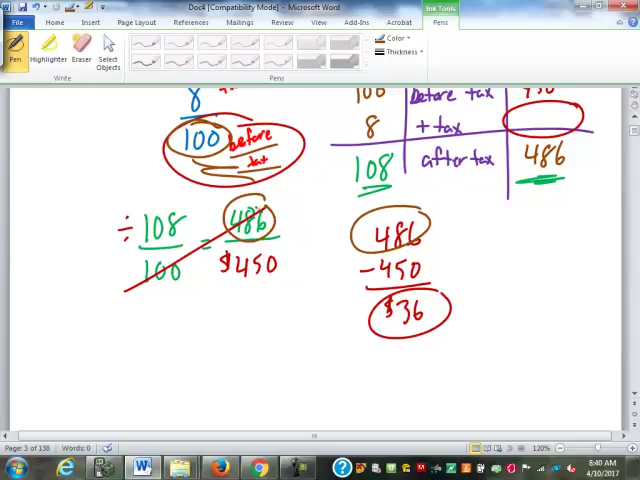 Doc4 [Compatibility Mode] - Microsoft Word
Ink Tools
File
Home
Insert
Page Layout
References
Mailings
Review
View
Add-Ins
Acrobat
Pens
Pen
Highlighter
Eraser
Select Objects
Color
Thickness
Write
Pens
8
100 before tax
100 before tax 450
8 + tax
108 after tax 486
÷ 108 = 486
100 $450
486
-450
$36
Page: 3 of 138
Words: 0
120%
8:40 AM
4/10/2017